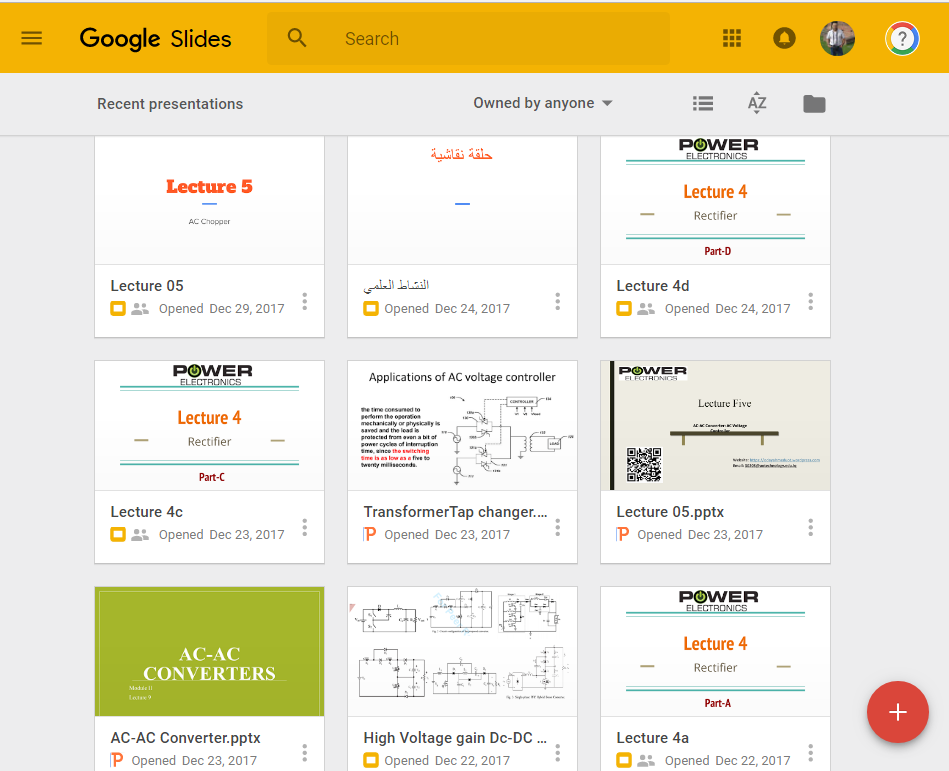 Google Slides
Search
Recent presentations
Owned by anyone
AZ
Lecture 5
AC Chopper
Lecture 05
Opened Dec 29, 2017
حلقة نقاشية
النشاط العلمي
Opened Dec 24, 2017
POWER
ELECTRONICS
Lecture 4
Rectifier
Part-D
Lecture 4d
Opened Dec 24, 2017
POWER
ELECTRONICS
Lecture 4
Rectifier
Part-C
Lecture 4c
Opened Dec 23, 2017
Applications of AC voltage controller
the time consumed to
perform the operation
mechanically or physically is
saved and the load is
protected from even a bit of
power cycles of interruption
time, since the switching
time is as low as a five to
twenty milliseconds.
CONTROLLER
LOAD
TransformerTap changer....
Opened Dec 23, 2017
POWER
ELECTRONICS
Lecture Five
AC-AC Converter: AC Voltage
Controller
Website:
Email:
Lecture 05.pptx
Opened Dec 23, 2017
AC-AC
CONVERTERS
Module II
Lecture 9
AC-AC Converter.pptx
Opened Dec 23, 2017
High Voltage gain Dc-DC ...
Opened Dec 22, 2017
POWER
ELECTRONICS
Lecture 4
Rectifier
Part-A
Lecture 4a
Opened Dec 22, 2017